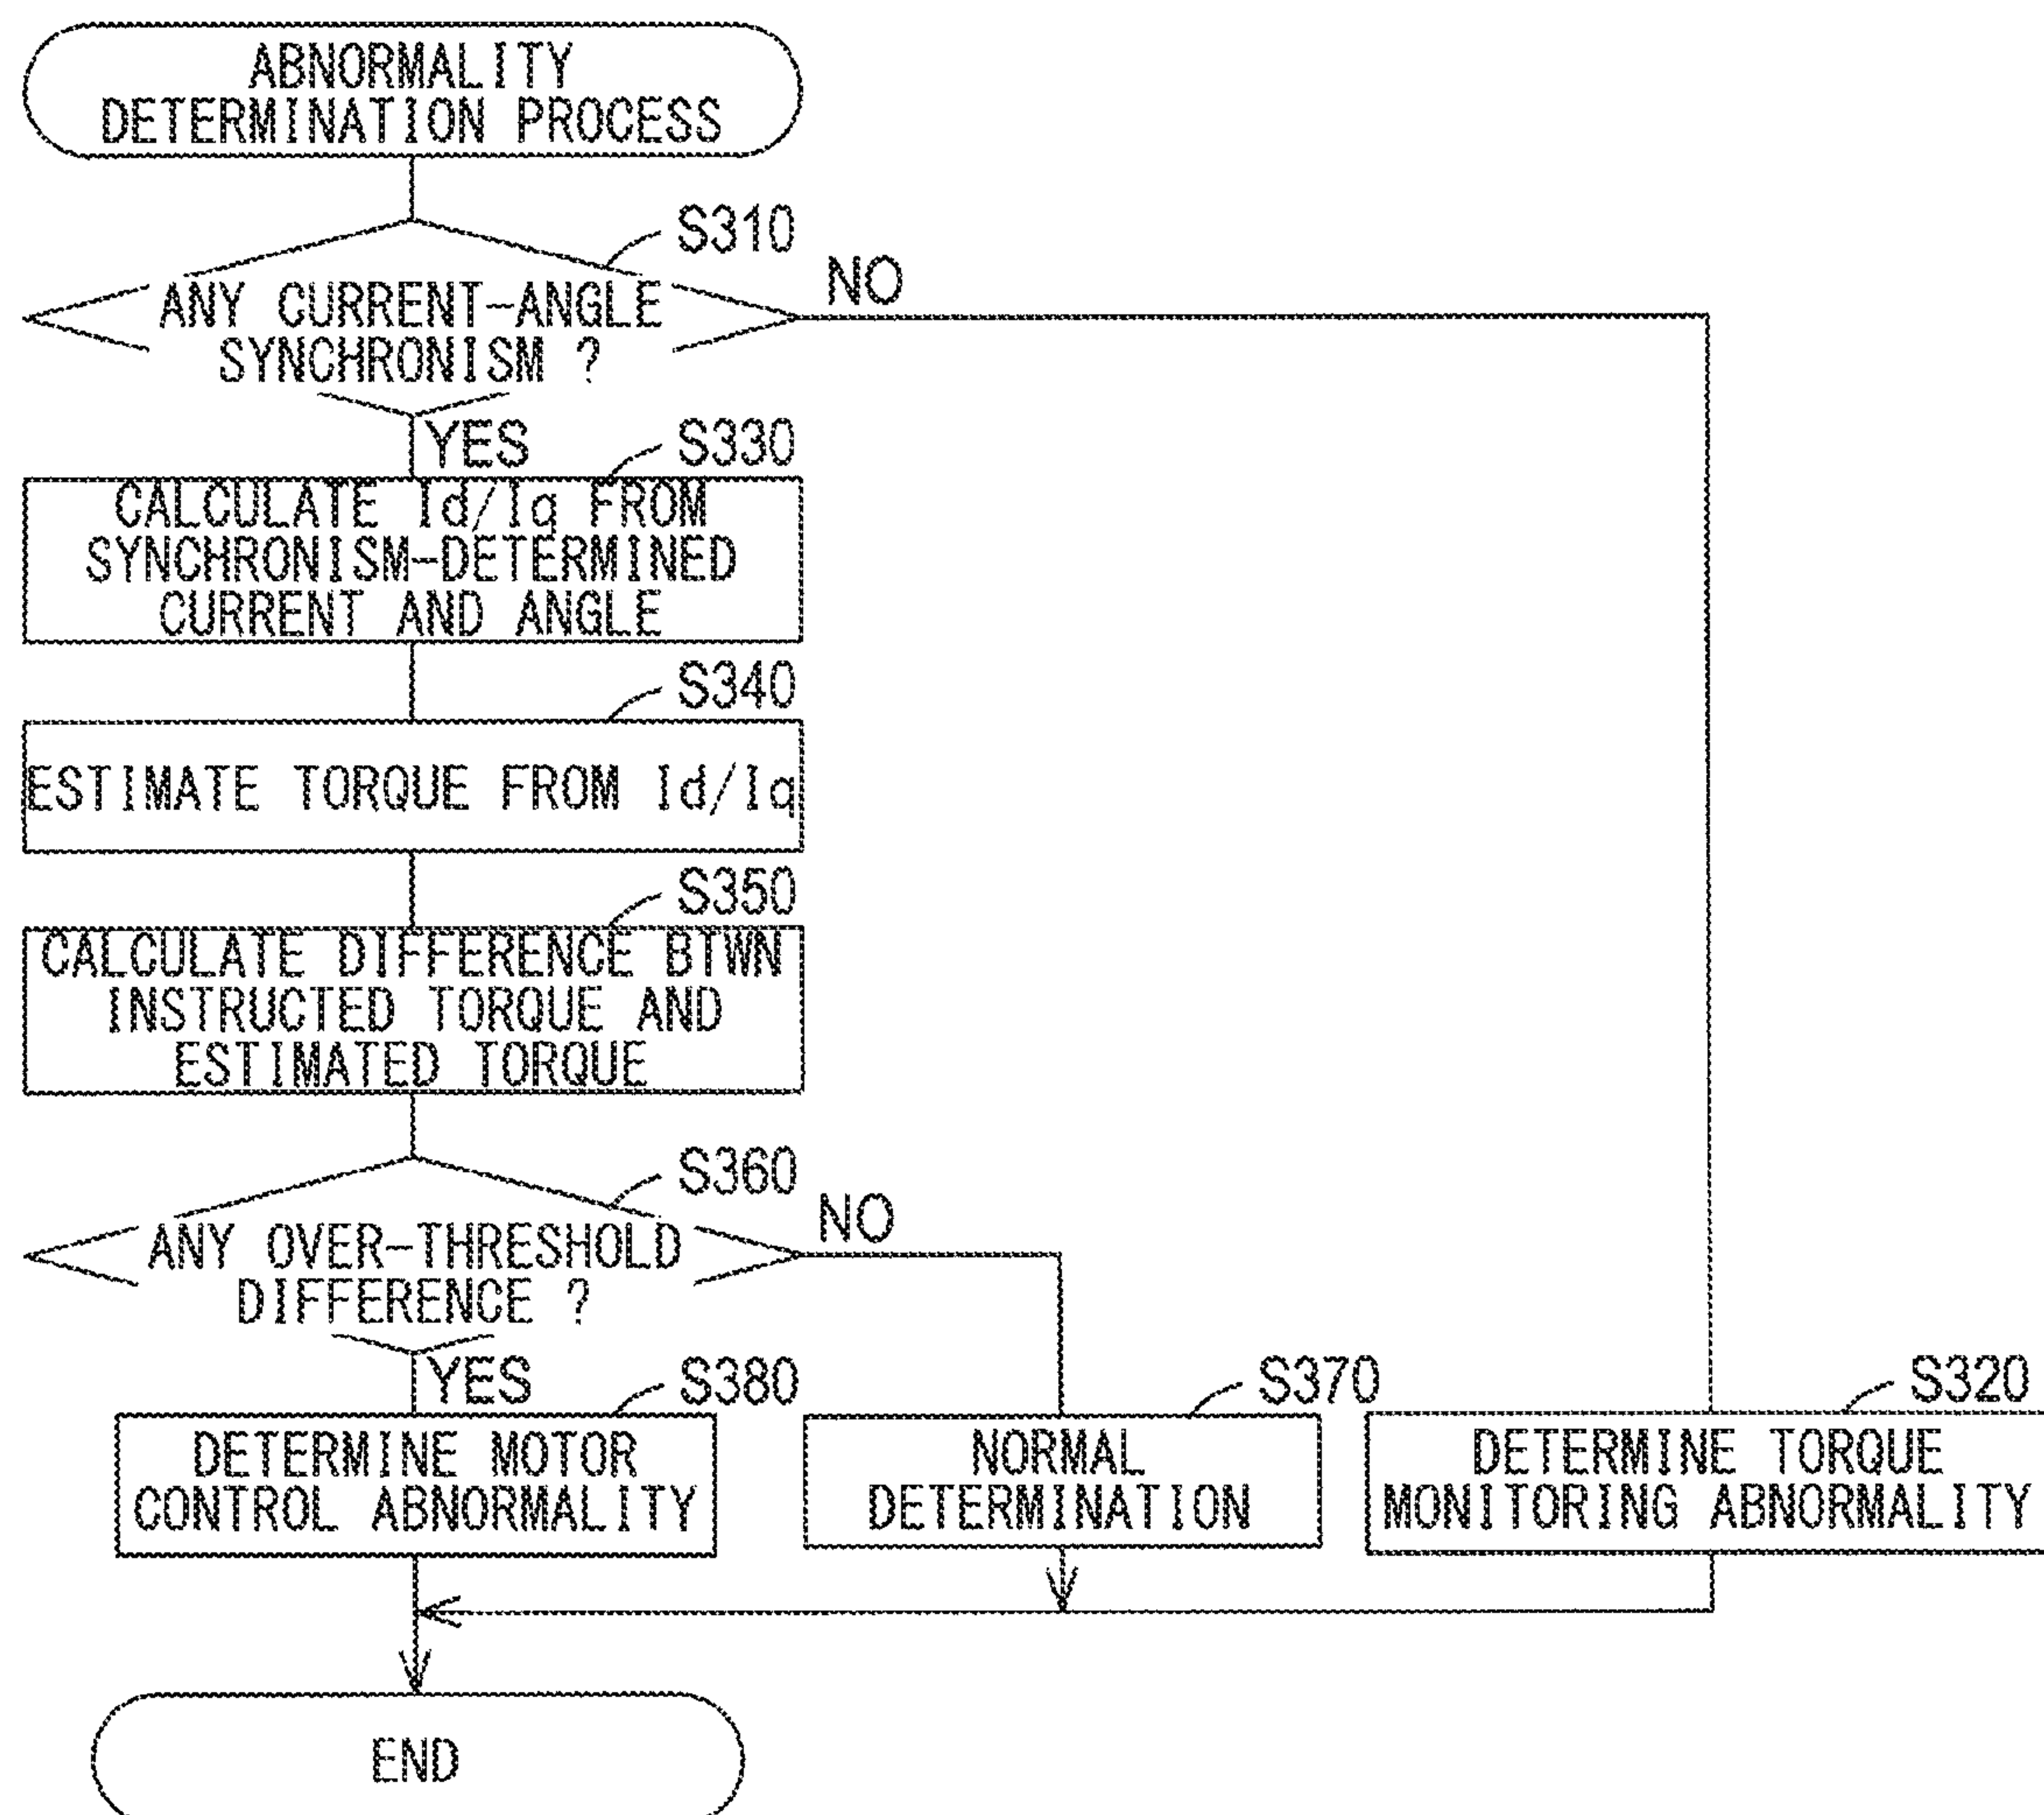 ABNORMALITY
DETERMINATION PROCESS
S310
NO
ANY CURRENT-ANGLE
SYNCHRONISM ?
YES
S330
CALCULATE Id/Iq FROM
SYNCHRONISM-DETERMINED
CURRENT AND ANGLE
S340
ESTIMATE TORQUE FROM Id/Iq
S350
CALCULATE DIFFERENCE BTWN
INSTRUCTED TORQUE AND
ESTIMATED TORQUE
S360
NO
ANY OVER-THRESHOLD
DIFFERENCE ?
YES
S380
DETERMINE MOTOR
CONTROL ABNORMALITY
S370
NORMAL
DETERMINATION
S320
DETERMINE TORQUE
MONITORING ABNORMALITY
END